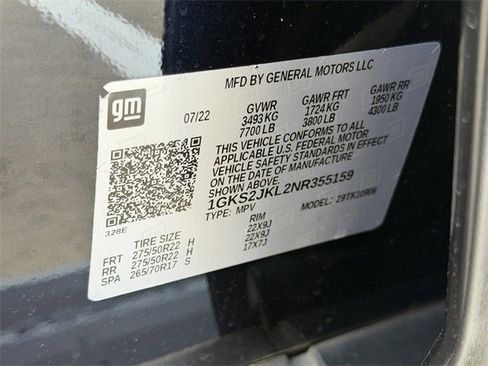 MFD BY GENERAL MOTORS LLC
gm
07/22
GVWR GAWR FRT GAWR RR
3493 KG 1724 KG 1950 KG
7700 LB 3800 LB 4300 LB
THIS VEHICLE CONFORMS TO ALL
APPLICABLE U.S. FEDERAL MOTOR
VEHICLE SAFETY STANDARDS IN EFFECT
ON THE DATE OF MANUFACTURE
SHOWN ABOVE.
1GKS2JKL2NR355159
TYPE: MPV MODEL: 29TK10906
328E
TIRE SIZE RIM
FRT 275/50R22 H 22X9J
RR 275/50R22 H 22X9J
SPA 265/70R17 S 17X7J